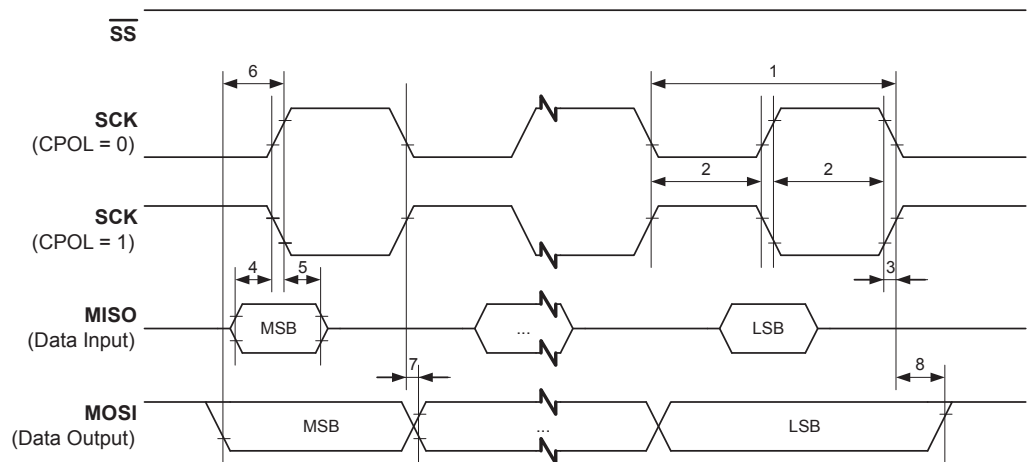 SS
6
1
SCK
(CPOL = 0)
2
2
SCK
(CPOL = 1)
4
5
3
MISO
(Data Input)
MSB
...
LSB
7
8
MOSI
(Data Output)
MSB
...
LSB